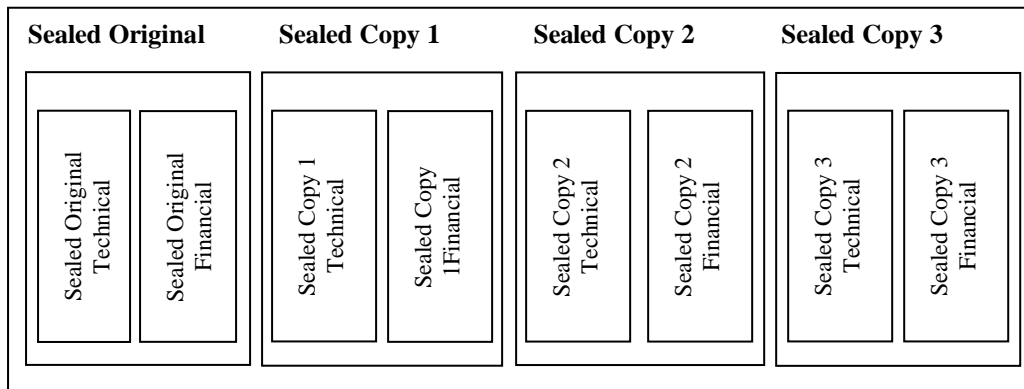 Sealed Original
Sealed Copy 1
Sealed Copy 2
Sealed Copy 3
Sealed Original
Technical
Sealed Original
Financial
Sealed Copy 1
Technical
Sealed Copy
1Financial
Sealed Copy 2
Technical
Sealed Copy 2
Financial
Sealed Copy 3
Technical
Sealed Copy 3
Financial